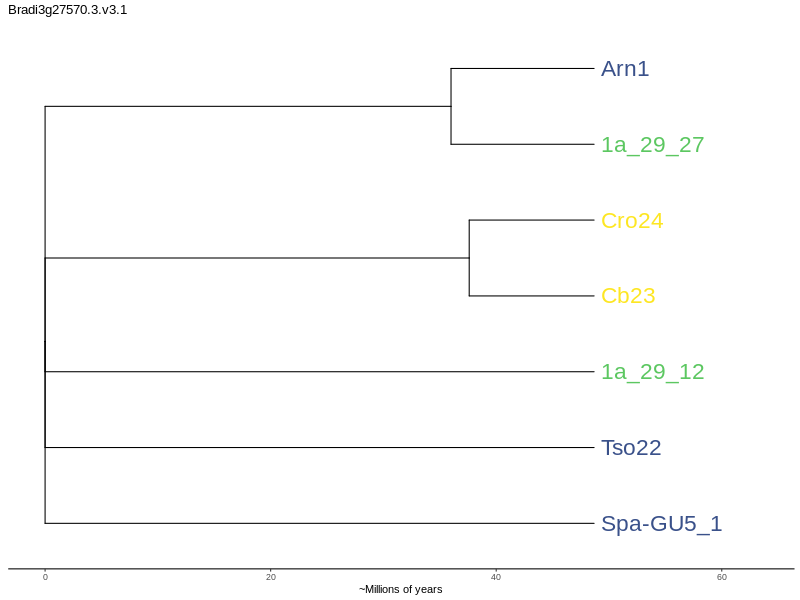 Bradi3g27570.3.v3.1
Arn1
1a_29_27
Cro24
Cb23
1a_29_12
Tso22
Spa-GU5_1
0 20 40 60
~Millions of years